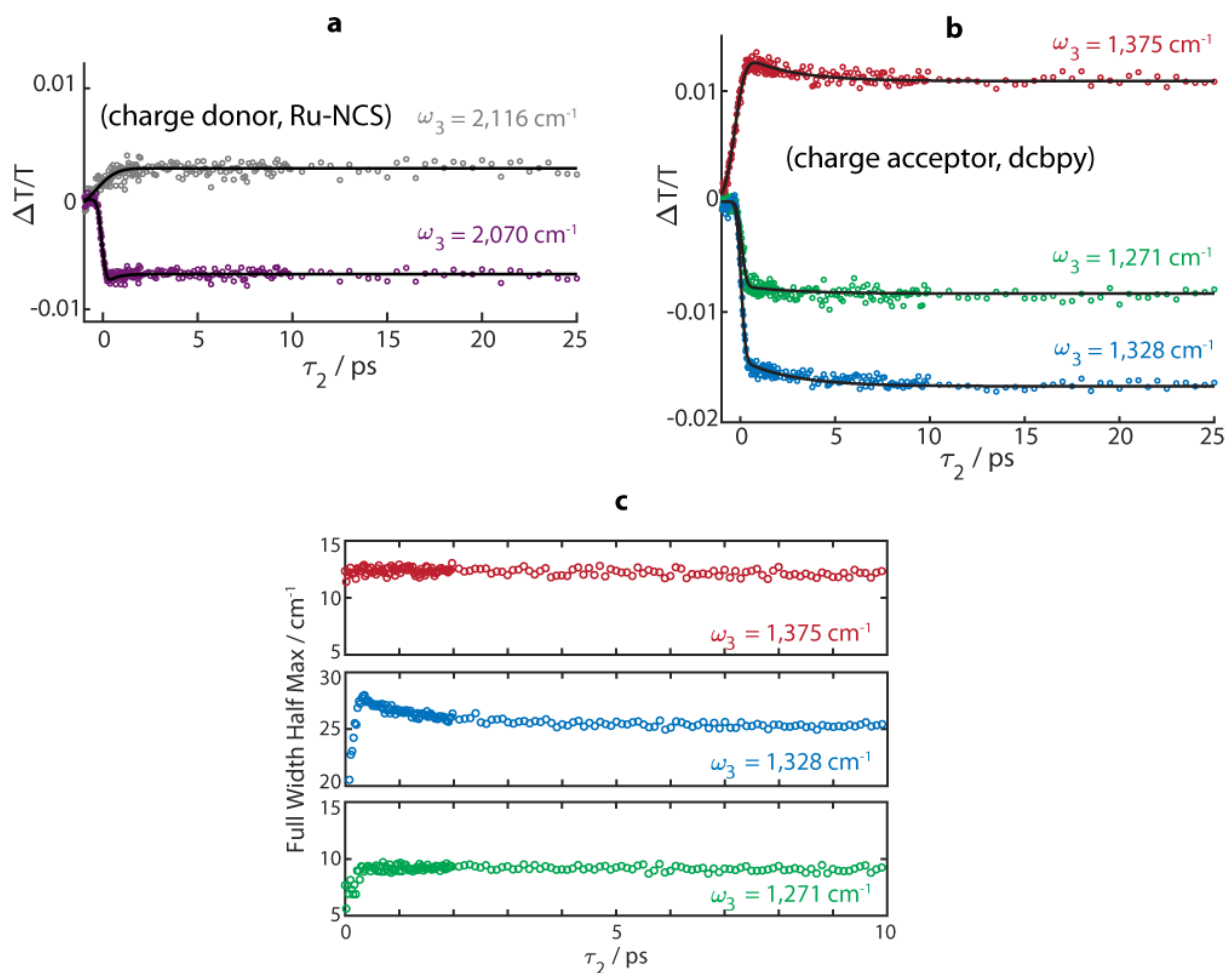 a
0.01
0
-0.01
ΔT/T
(charge donor, Ru-NCS)
ω₃ = 2,116 cm⁻¹
ω₃ = 2,070 cm⁻¹
0 5 10 15 20 25
τ₂ / ps
b
0.01
0
-0.01
-0.02
ΔT/T
ω₃ = 1,375 cm⁻¹
(charge acceptor, dcbpy)
ω₃ = 1,271 cm⁻¹
ω₃ = 1,328 cm⁻¹
0 5 10 15 20 25
τ₂ / ps
c
Full Width Half Max / cm⁻¹
15
10
5
ω₃ = 1,375 cm⁻¹
30
25
20
ω₃ = 1,328 cm⁻¹
15
10
5
ω₃ = 1,271 cm⁻¹
0 5 10
τ₂ / ps